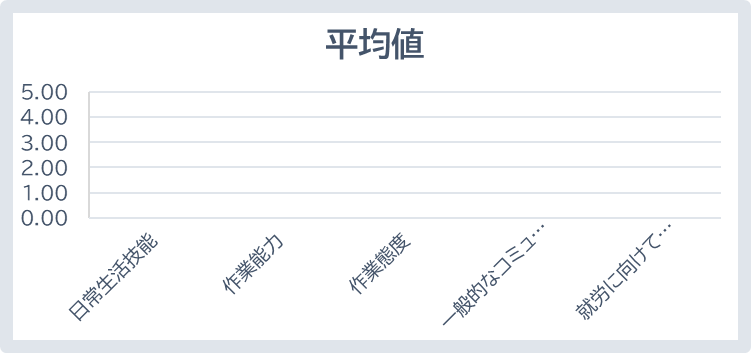 平均値
5.00
4.00
3.00
2.00
1.00
0.00
日常生活技能
作業能力
作業態度
一般的なコミュ…
就労に向けて…